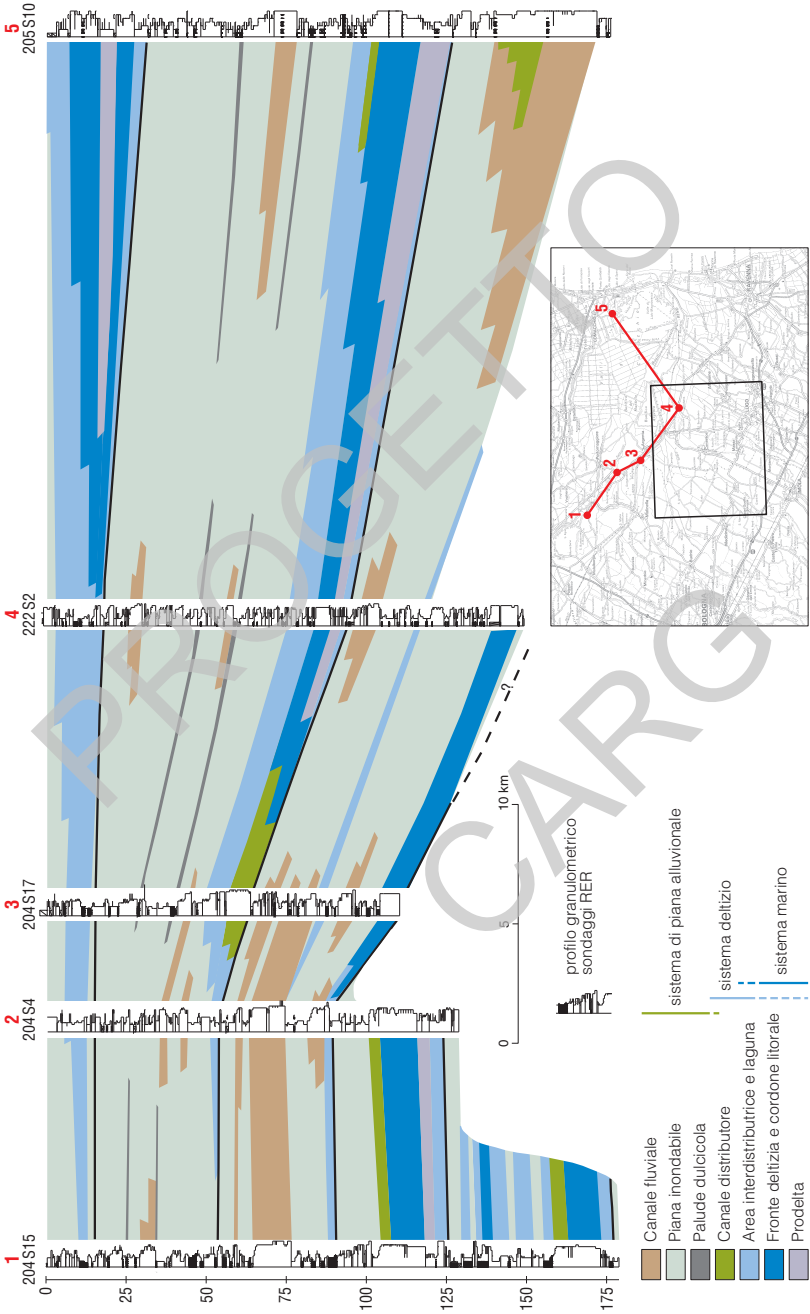 1
204 S15
2
204 S4
3
204 S17
4
222 S2
5
205 S10
0
25
50
75
100
125
150
175
?
PROGETTO
CARG
0
5
10 km
profilo granulometrico
sondaggi RER
Canale fluviale
Piana inondabile
Palude dulcicola
Canale distributore
Area interdistributrice e laguna
Fronte deltizia e cordone litorale
Prodelta
sistema di piana alluvionale
sistema deltizio
sistema marino
1
2
3
4
5
BOLOGNA
LUGO
RAVENNA